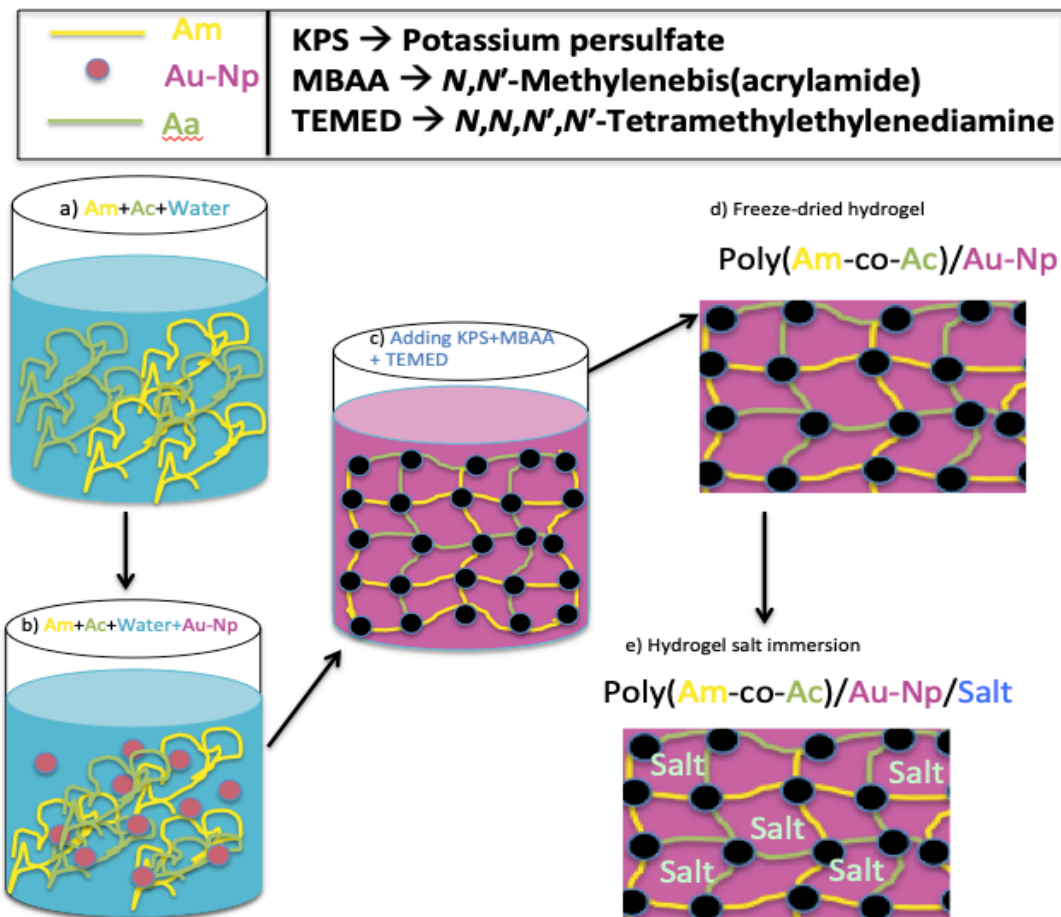 Am
Au-Np
Aa
KPS → Potassium persulfate
MBAA → N,N′-Methylenebis(acrylamide)
TEMED → N,N,N′,N′-Tetramethylethylenediamine
a) Am+Ac+Water
b) Am+Ac+Water+Au-Np
c) Adding KPS+MBAA
+ TEMED
d) Freeze-dried hydrogel
Poly(Am-co-Ac)/Au-Np
e) Hydrogel salt immersion
Poly(Am-co-Ac)/Au-Np/Salt
Salt
Salt
Salt
Salt
Salt